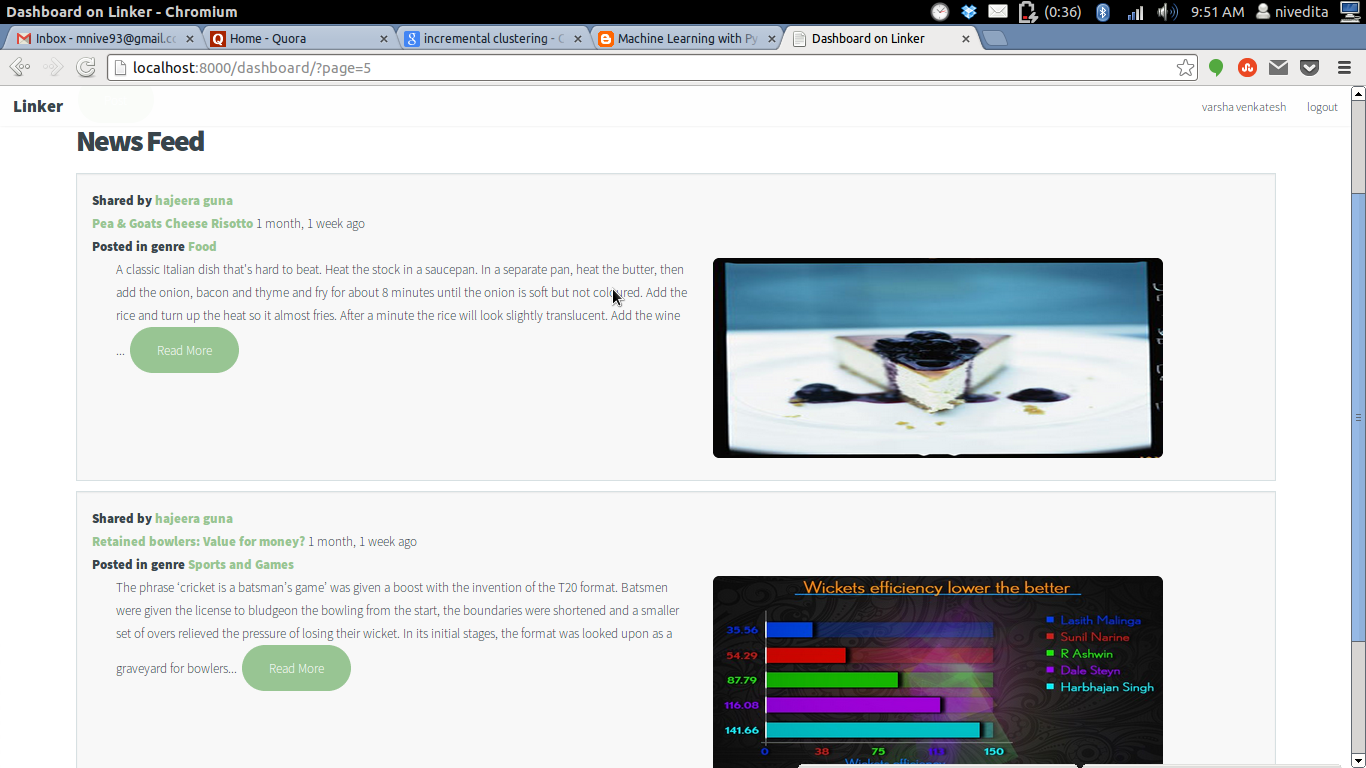 Dashboard on Linker - Chromium
(0:36)
9:51 AM
nivedita
Inbox - mnive93@gmail.c
Home - Quora
incremental clustering -
Machine Learning with Py
Dashboard on Linker
localhost:8000/dashboard/?page=5
Linker
varsha venkatesh
logout
News Feed
Shared by hajeera guna
Pea & Goats Cheese Risotto 1 month, 1 week ago
Posted in genre Food
A classic Italian dish that's hard to beat. Heat the stock in a saucepan. In a separate pan, heat the butter, then
add the onion, bacon and thyme and fry for about 8 minutes until the onion is soft but not coloured. Add the
rice and turn up the heat so it almost fries. After a minute the rice will look slightly translucent. Add the wine
... Read More
Shared by hajeera guna
Retained bowlers: Value for money? 1 month, 1 week ago
Posted in genre Sports and Games
The phrase ‘cricket is a batsman’s game’ was given a boost with the invention of the T20 format. Batsmen
were given the license to bludgeon the bowling from the start, the boundaries were shortened and a smaller
set of overs relieved the pressure of losing their wicket. In its initial stages, the format was looked upon as a
graveyard for bowlers... Read More
Wickets efficiency lower the better
35.56
54.29
87.79
116.08
141.66
0 38 75 113 150
Wickets efficiency
Lasith Malinga
Sunil Narine
R Ashwin
Dale Steyn
Harbhajan Singh